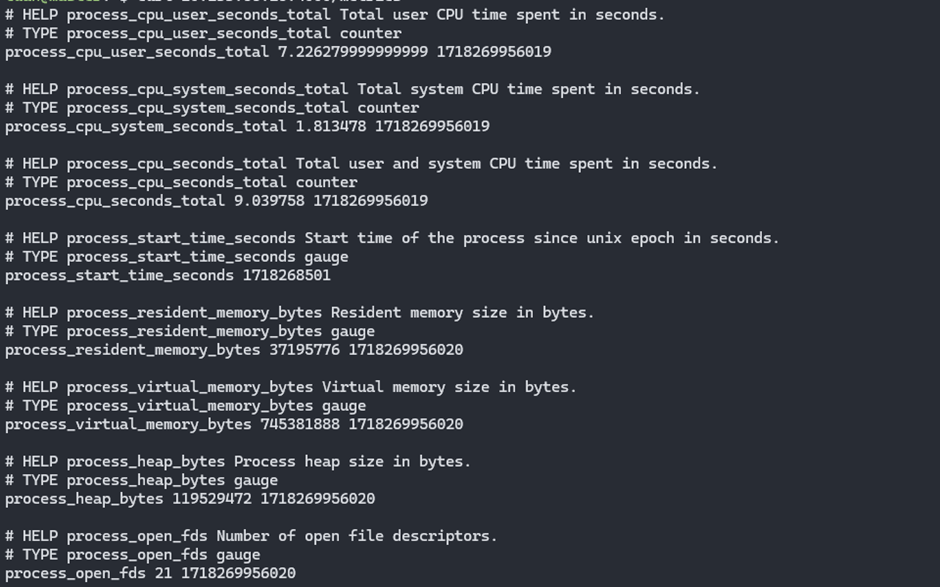 # HELP process_cpu_user_seconds_total Total user CPU time spent in seconds.
# TYPE process_cpu_user_seconds_total counter
process_cpu_user_seconds_total 7.226279999999999 1718269956019
# HELP process_cpu_system_seconds_total Total system CPU time spent in seconds.
# TYPE process_cpu_system_seconds_total counter
process_cpu_system_seconds_total 1.813478 1718269956019
# HELP process_cpu_seconds_total Total user and system CPU time spent in seconds.
# TYPE process_cpu_seconds_total counter
process_cpu_seconds_total 9.039758 1718269956019
# HELP process_start_time_seconds Start time of the process since unix epoch in seconds.
# TYPE process_start_time_seconds gauge
process_start_time_seconds 1718268501
# HELP process_resident_memory_bytes Resident memory size in bytes.
# TYPE process_resident_memory_bytes gauge
process_resident_memory_bytes 37195776 1718269956020
# HELP process_virtual_memory_bytes Virtual memory size in bytes.
# TYPE process_virtual_memory_bytes gauge
process_virtual_memory_bytes 745381888 1718269956020
# HELP process_heap_bytes Process heap size in bytes.
# TYPE process_heap_bytes gauge
process_heap_bytes 119529472 1718269956020
# HELP process_open_fds Number of open file descriptors.
# TYPE process_open_fds gauge
process_open_fds 21 1718269956020